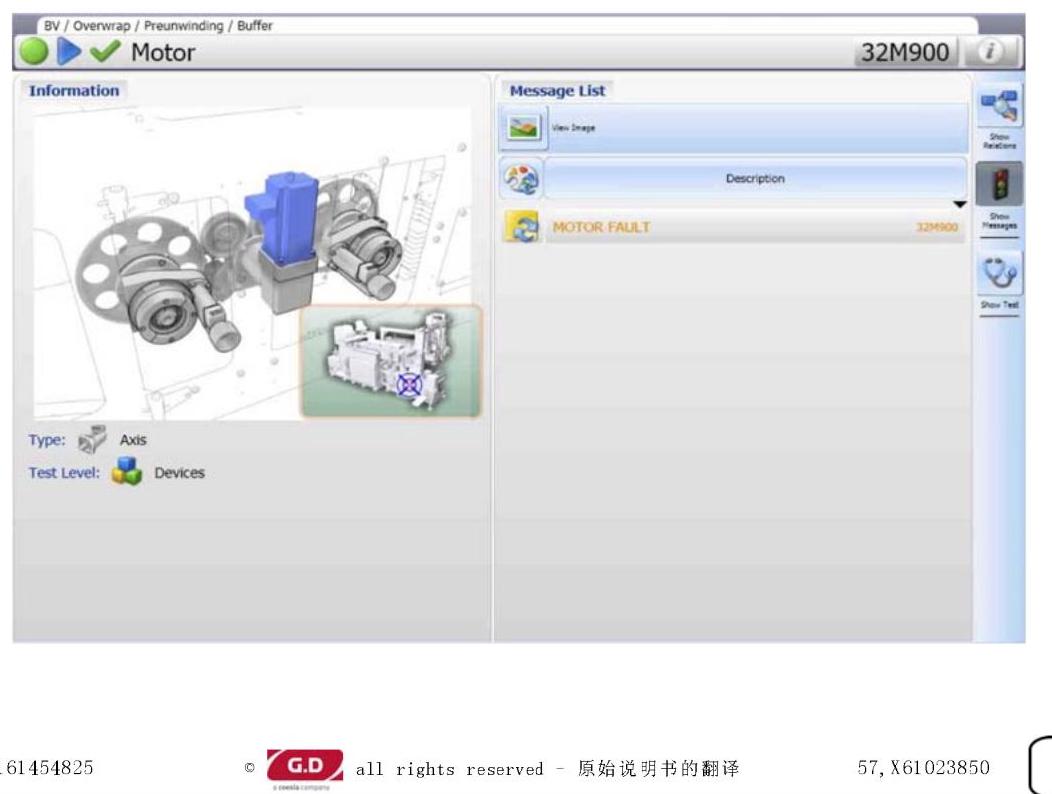 BV / Overwrap / Preunwinding / Buffer
Motor
32M900
i
Information
Message List
View Image
Show
Relations
Description
MOTOR FAULT
32M900
Show
Messages
Show Test
Type:
Axis
Test Level:
Devices
161454825
©
G.D
a coesia company
all rights reserved - 原始说明书的翻译
57,X61023850